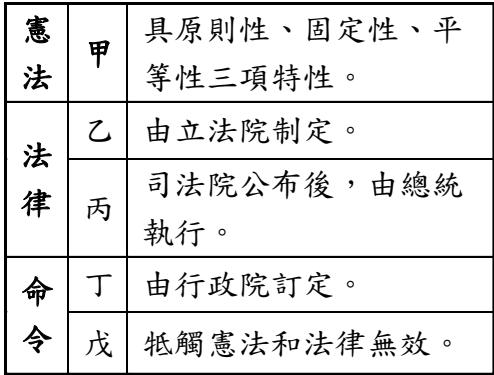 憲法
甲
具原則性、固定性、平
等性三項特性。
法律
乙
由立法院制定。
丙
司法院公布後，由總統
執行。
命令
丁
由行政院訂定。
戊
牴觸憲法和法律無效。